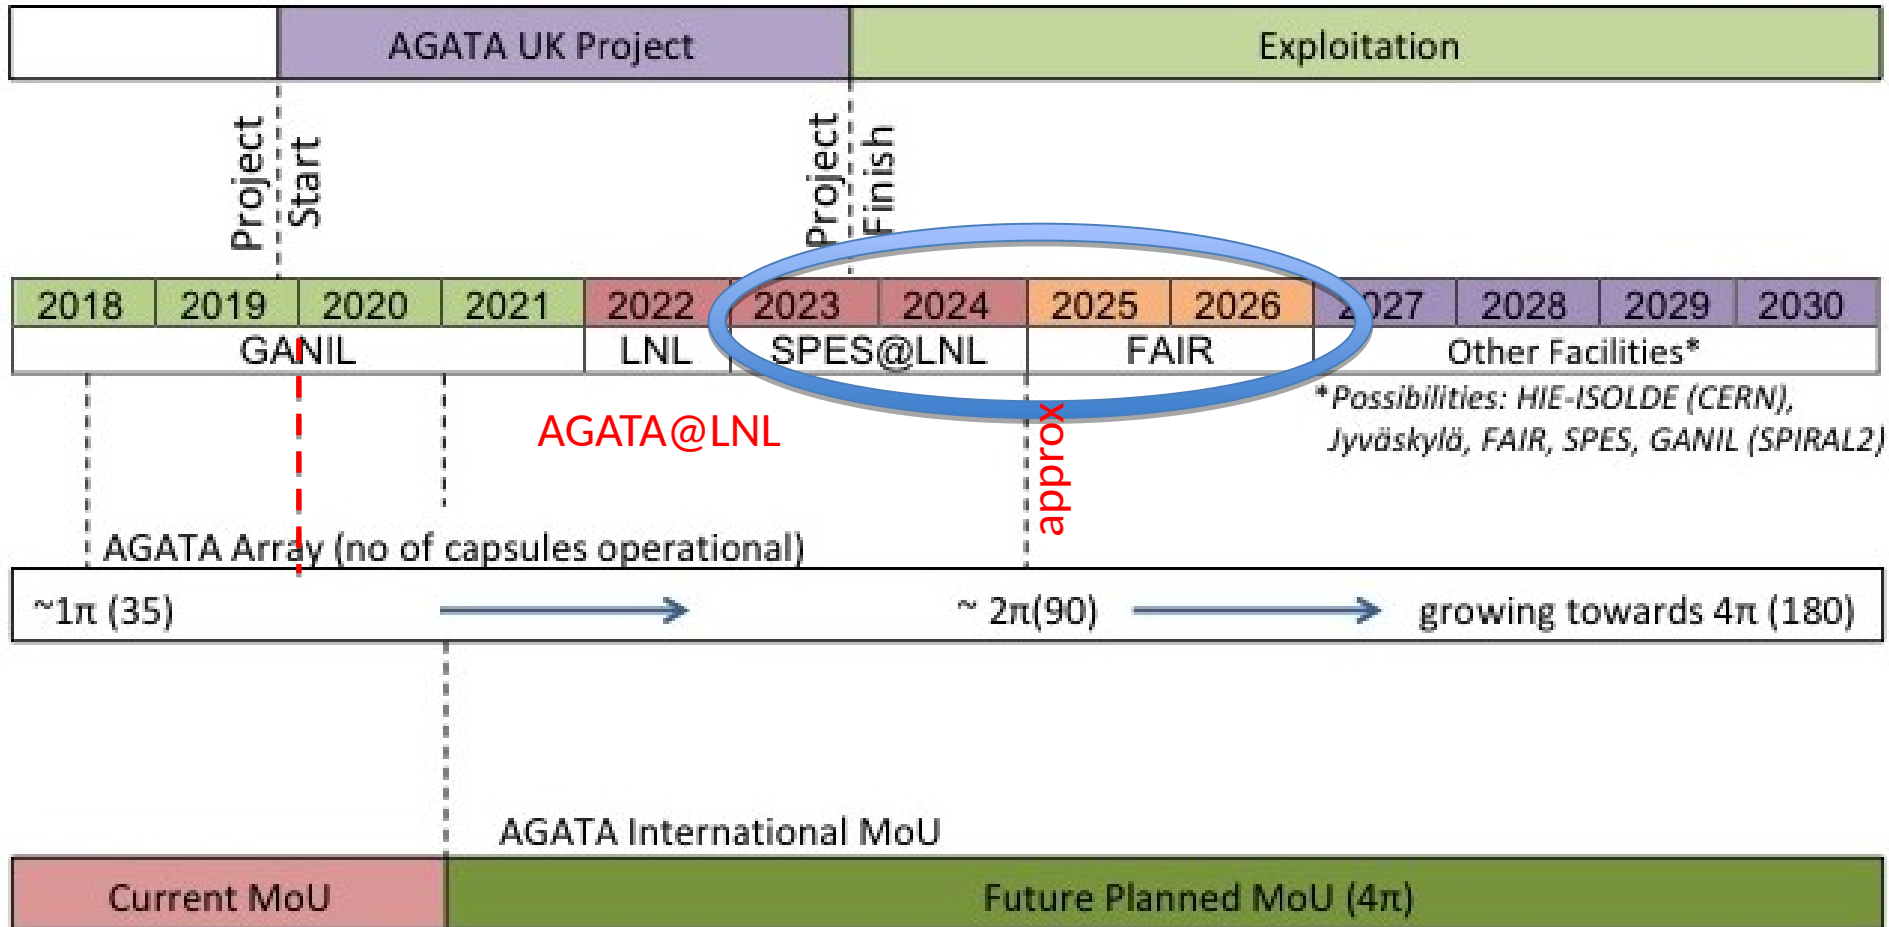 AGATA UK Project
Exploitation
Project
Start
Project
Finish
2018 2019 2020 2021 2022 2023 2024 2025 2026 2027 2028 2029 2030
GANIL LNL SPES@LNL FAIR Other Facilities*
*Possibilities: HIE-ISOLDE (CERN),
Jyväskylä, FAIR, SPES, GANIL (SPIRAL2)
AGATA@LNL
approx
AGATA Array (no of capsules operational)
~1π (35) ~ 2π(90) growing towards 4π (180)
AGATA International MoU
Current MoU Future Planned MoU (4π)